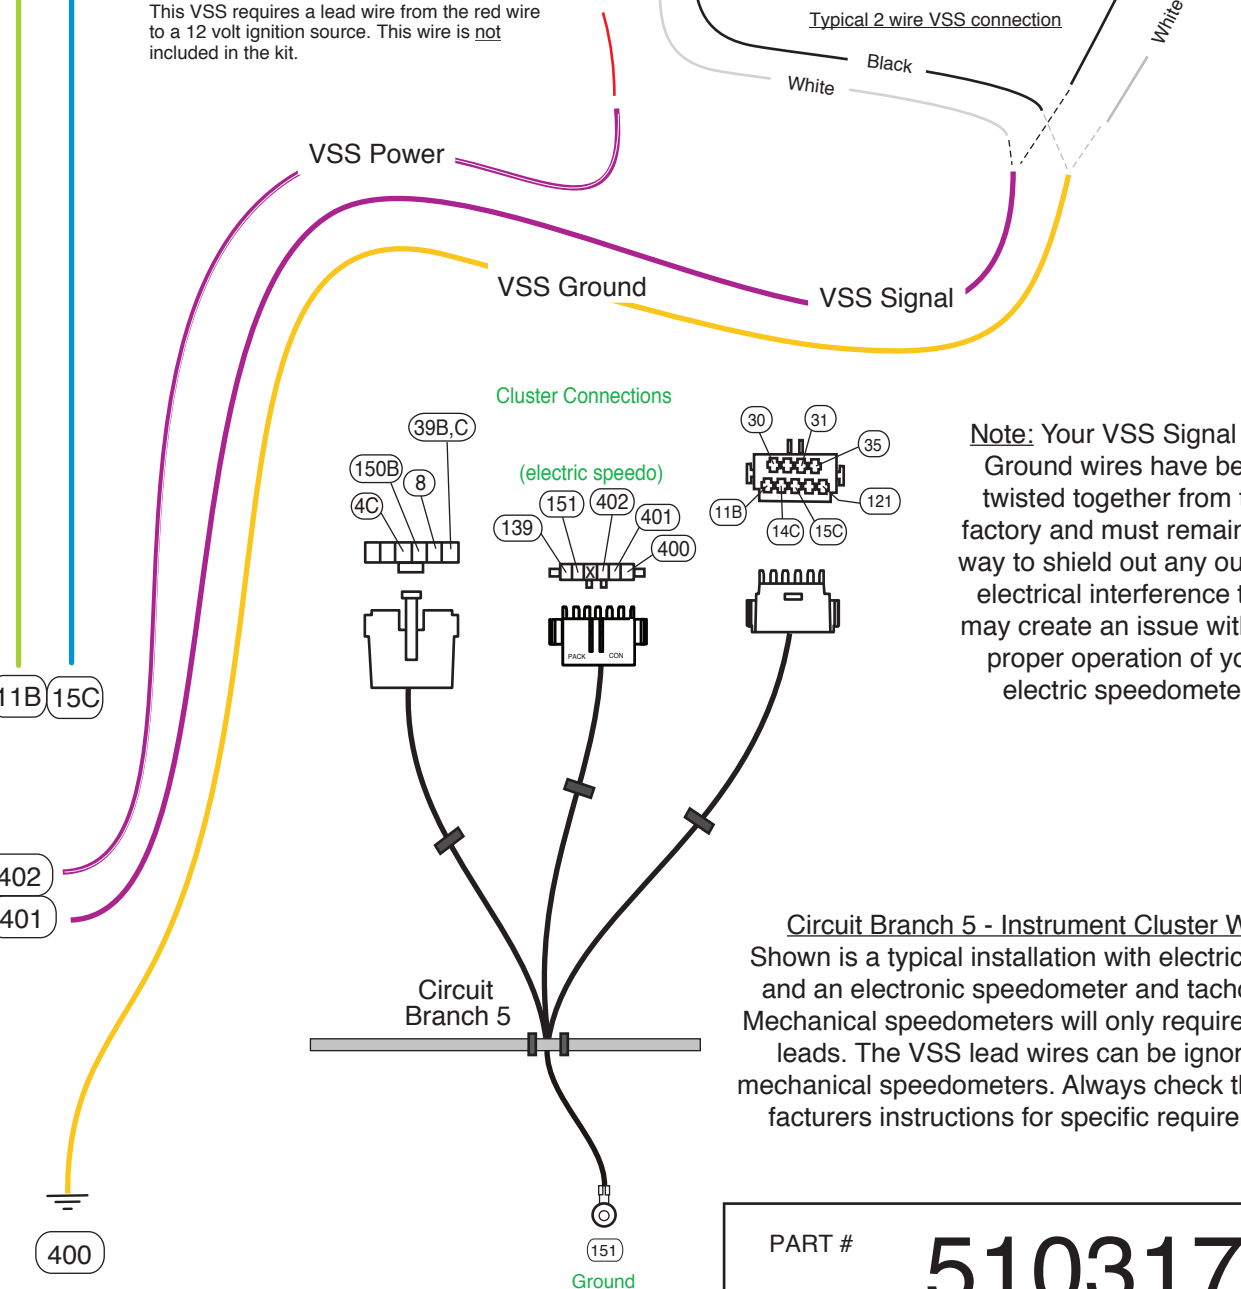 This VSS requires a lead wire from the red wire
to a 12 volt ignition source. This wire is not
included in the kit.
Typical 2 wire VSS connection
White
Black
White
VSS Power
VSS Ground
VSS Signal
Cluster Connections
(electric speedo)
39B,C
150B
8
4C
151
402
139
401
400
30
31
35
11B
14C
15C
121
PACK
CON
Note: Your VSS Signal
Ground wires have be
twisted together from
factory and must remain
way to shield out any ou
electrical interference
may create an issue wit
proper operation of yo
electric speedomete
11B
15C
402
401
Circuit Branch 5 - Instrument Cluster W
Shown is a typical installation with electric
and an electronic speedometer and tach
Mechanical speedometers will only require
leads. The VSS lead wires can be ignor
mechanical speedometers. Always check t
facturers instructions for specific require
Circuit
Branch 5
400
151
Ground
PART #
510317